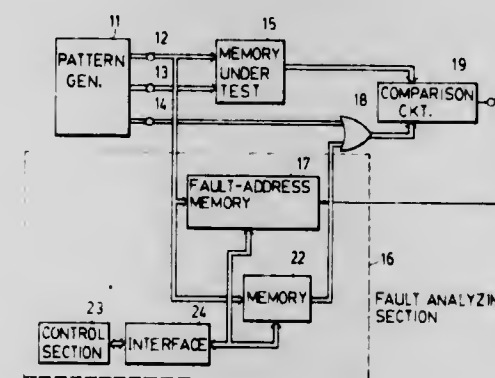 11
12
15
PATTERN
GEN.
MEMORY
UNDER
TEST
13
14
18
19
COMPARISON
CKT.
17
FAULT-ADDRESS
MEMORY
16
22
MEMORY
FAULT ANALYZIN
SECTION
23
24
CONTROL
SECTION
INTERFACE